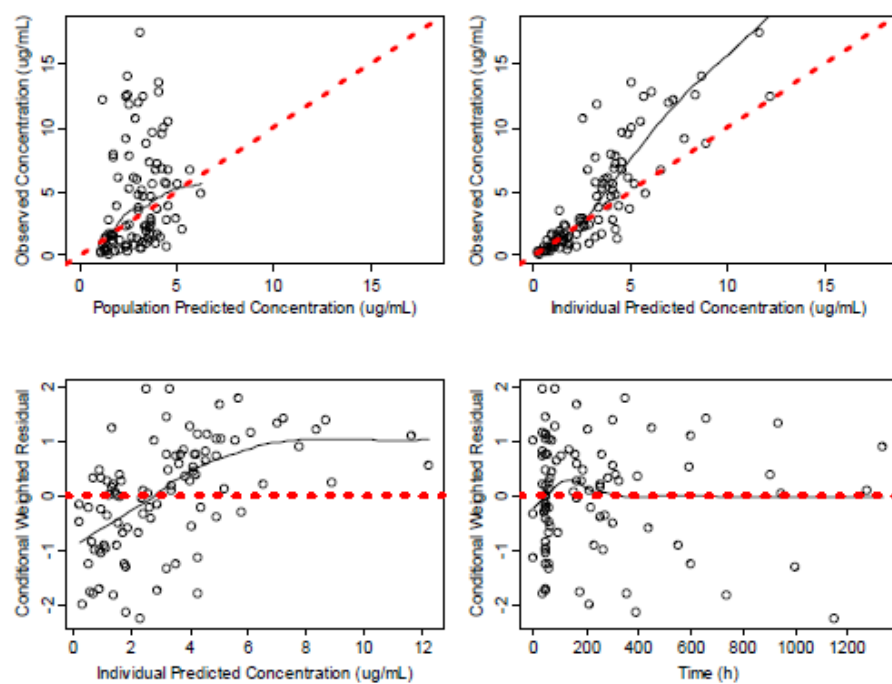 Observed Concentration (ug/mL)
0 5 10 15
0 5 10 15
Population Predicted Concentration (ug/mL)
Observed Concentration (ug/mL)
0 5 10 15
0 5 10 15
Individual Predicted Concentration (ug/mL)
Conditional Weighted Residual
-2 -1 0 1 2
0 2 4 6 8 10 12
Individual Predicted Concentration (ug/mL)
Conditional Weighted Residual
-2 -1 0 1 2
0 200 400 600 800 1000 1200
Time (h)